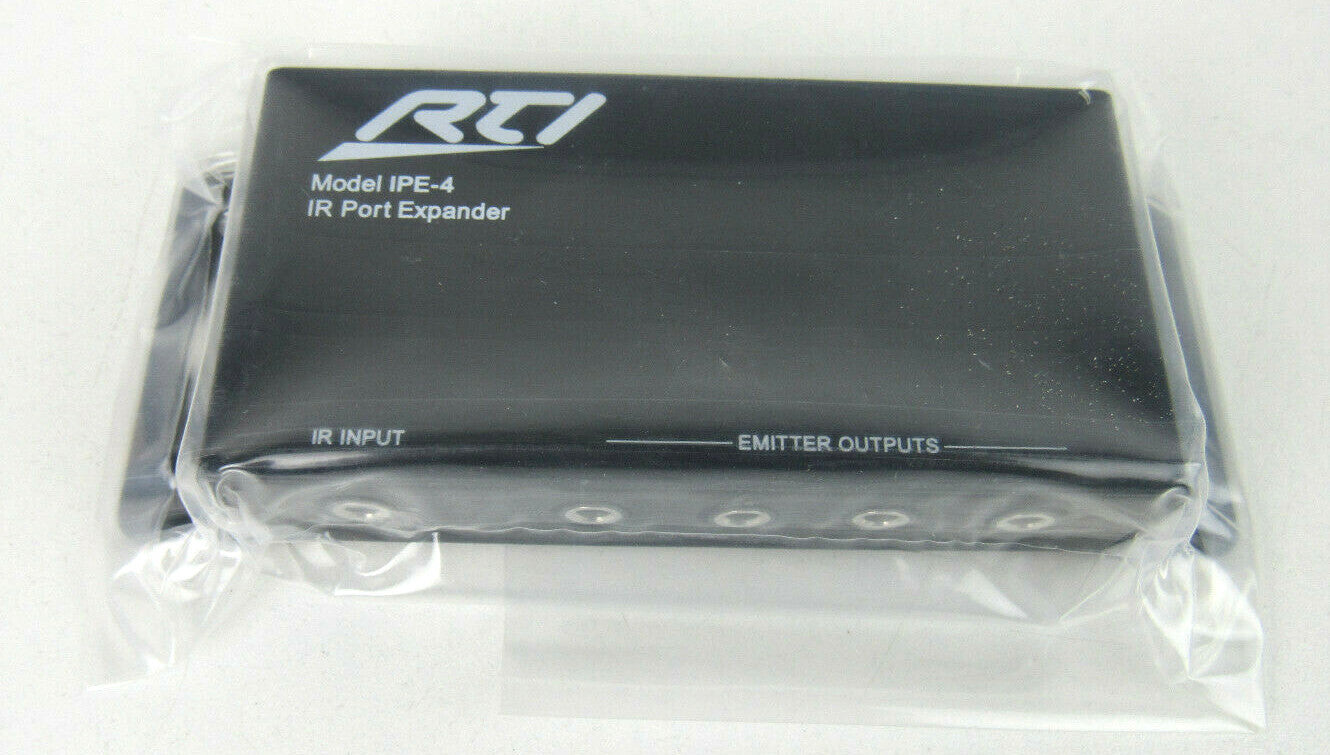 RTI
Model IPE-4
IR Port Expander
IR INPUT
EMITTER OUTPUTS